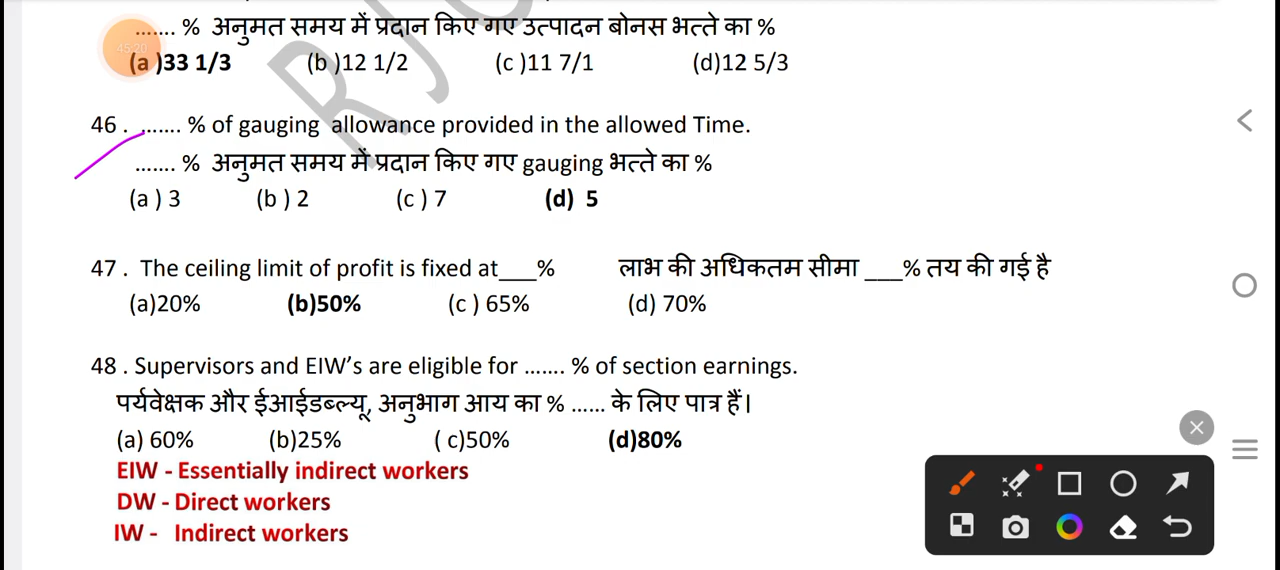 ....... % अनुमत समय में प्रदान किए गए उत्पादन बोनस भत्ते का %
45:20
(a )33 1/3 (b )12 1/2 (c )11 7/1 (d)12 5/3
46 . ....... % of gauging allowance provided in the allowed Time.
....... % अनुमत समय में प्रदान किए गए gauging भत्ते का %
(a ) 3 (b ) 2 (c ) 7 (d) 5
47 . The ceiling limit of profit is fixed at___% लाभ की अधिकतम सीमा ___% तय की गई है
(a)20% (b)50% (c ) 65% (d) 70%
48 . Supervisors and EIW's are eligible for ....... % of section earnings.
पर्यवेक्षक और ईआईडब्ल्यू, अनुभाग आय का % ...... के लिए पात्र हैं।
(a) 60% (b)25% ( c)50% (d)80%
EIW - Essentially indirect workers
DW - Direct workers
IW - Indirect workers